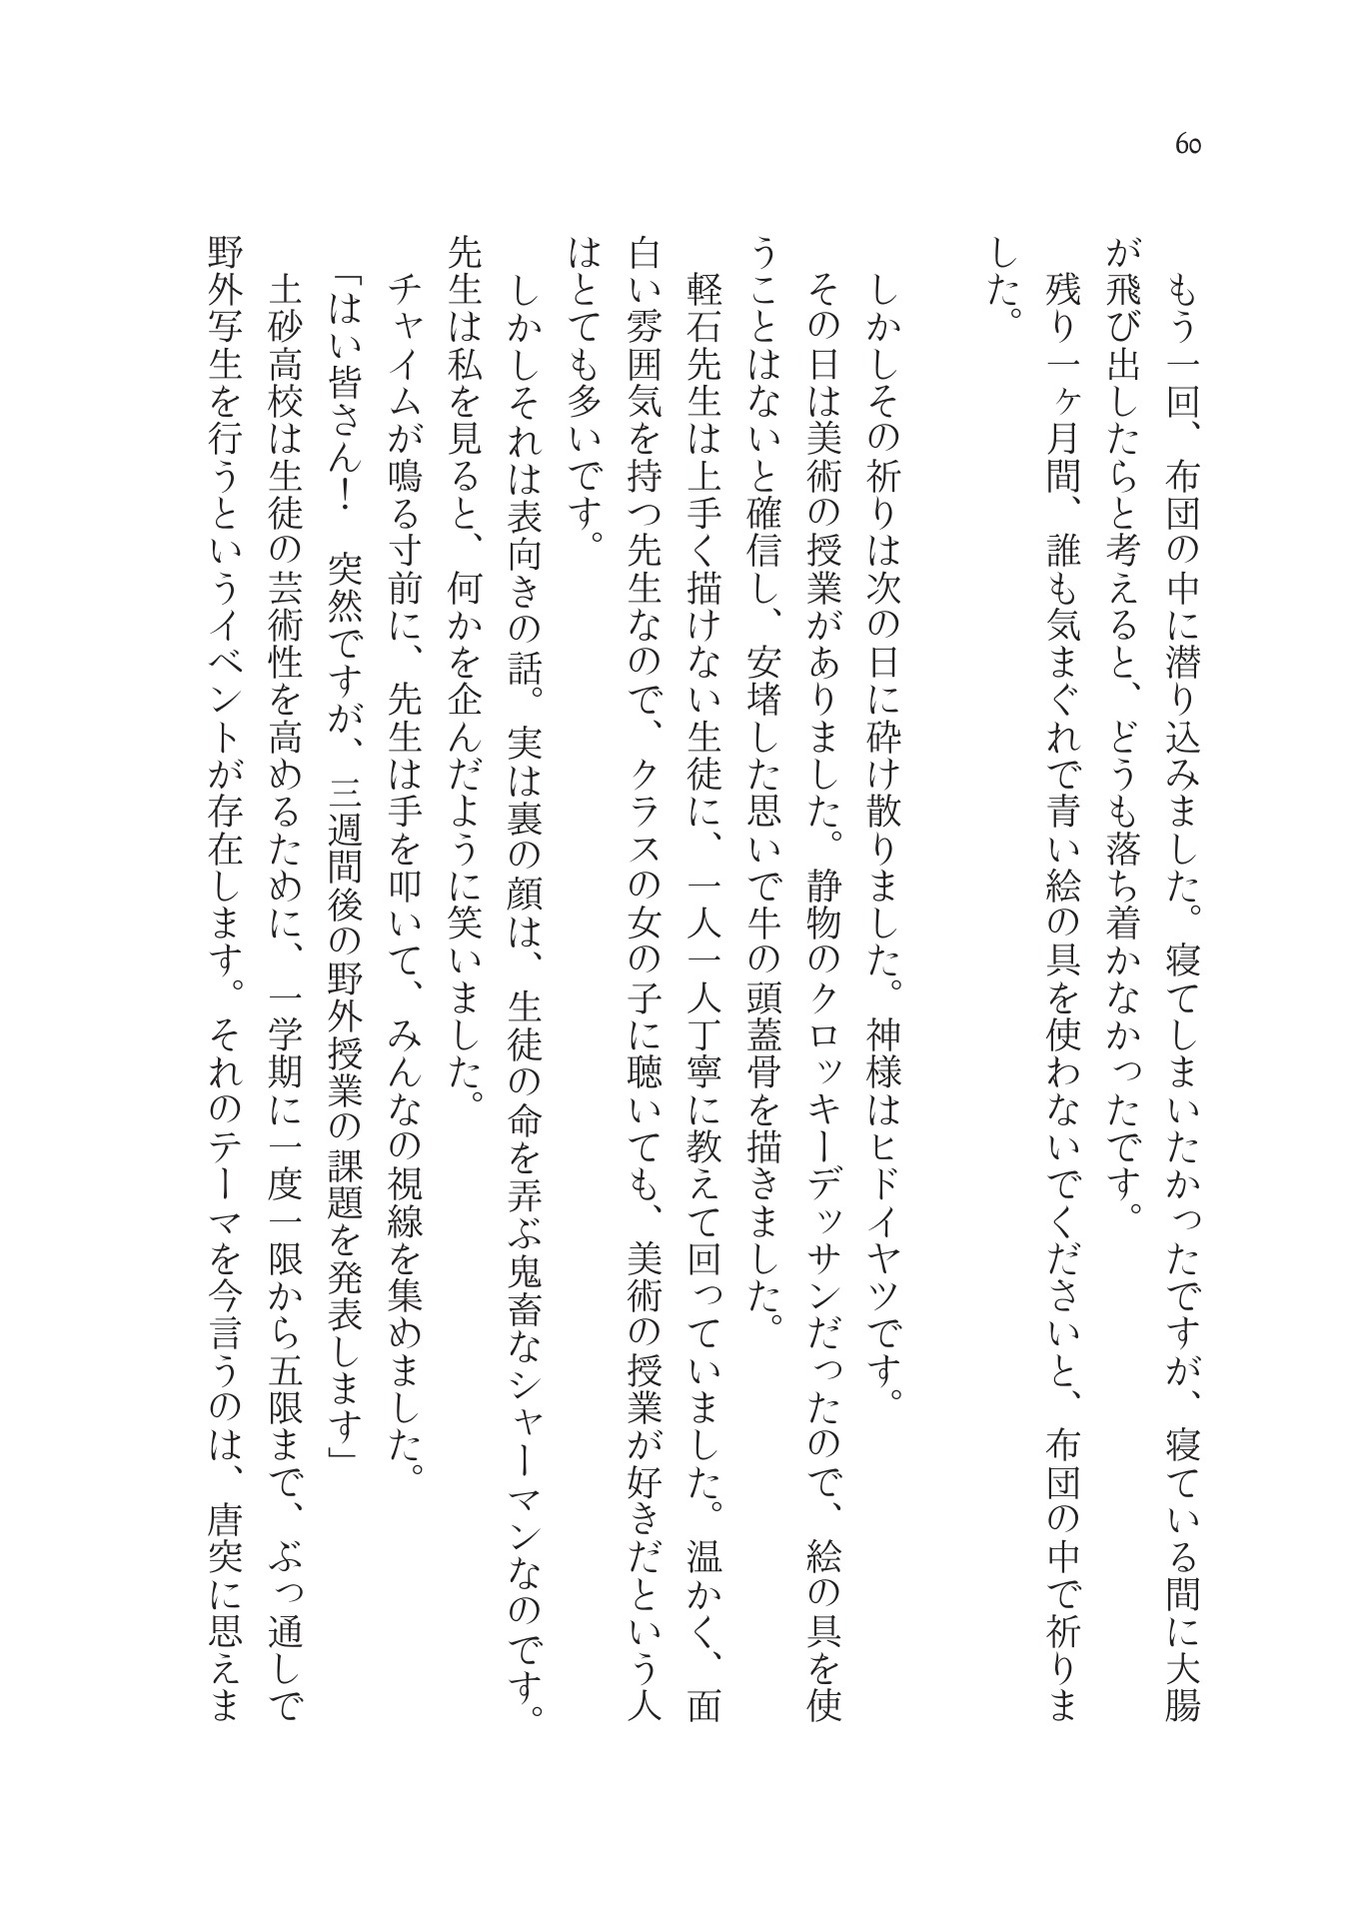 60
　もう一回、布団の中に潜り込みました。寝てしまいたかったですが、寝ている間に大腸
が飛び出したらと考えると、どうも落ち着かなかったです。
　残り一ヶ月間、誰も気まぐれで青い絵の具を使わないでくださいと、布団の中で祈りま
した。
　しかしその祈りは次の日に砕け散りました。神様はヒドイヤツです。
　その日は美術の授業がありました。静物のクロッキーデッサンだったので、絵の具を使
うことはないと確信し、安堵した思いで牛の頭蓋骨を描きました。
　軽石先生は上手く描けない生徒に、一人一人丁寧に教えて回っていました。温かく、面
白い雰囲気を持つ先生なので、クラスの女の子に聴いても、美術の授業が好きだという人
はとても多いです。
　しかしそれは表向きの話。実は裏の顔は、生徒の命を弄ぶ鬼畜なシャーマンなのです。
先生は私を見ると、何かを企んだように笑いました。
　チャイムが鳴る寸前に、先生は手を叩いて、みんなの視線を集めました。
「はい皆さん！　突然ですが、三週間後の野外授業の課題を発表します」
　土砂高校は生徒の芸術性を高めるために、一学期に一度一限から五限まで、ぶっ通しで
野外写生を行うというイベントが存在します。それのテーマを今言うのは、唐突に思えま